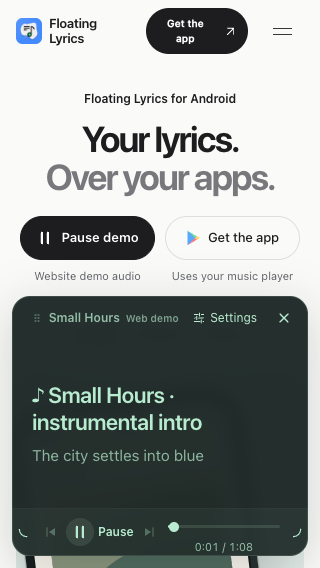 Floating
Lyrics
Get the
app
Floating Lyrics for Android
Your lyrics.
Over your apps.
Pause demo
Get the app
Website demo audio
Uses your music player
Small Hours Web demo Settings
♪ Small Hours ·
instrumental intro
The city settles into blue
Pause
0:01 / 1:08